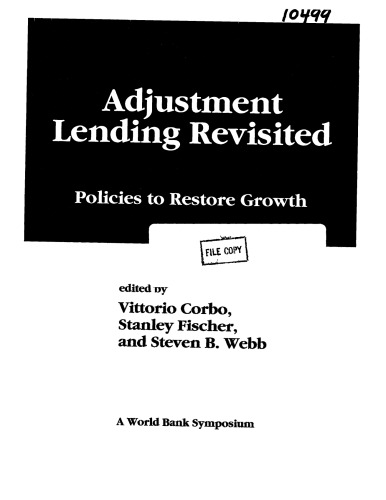 10499
Adjustment
Lending Revisited
Policies to Restore Growth
FILE COPY
edited by
Vittorio Corbo,
Stanley Fischer,
and Steven B. Webb
A World Bank Symposium